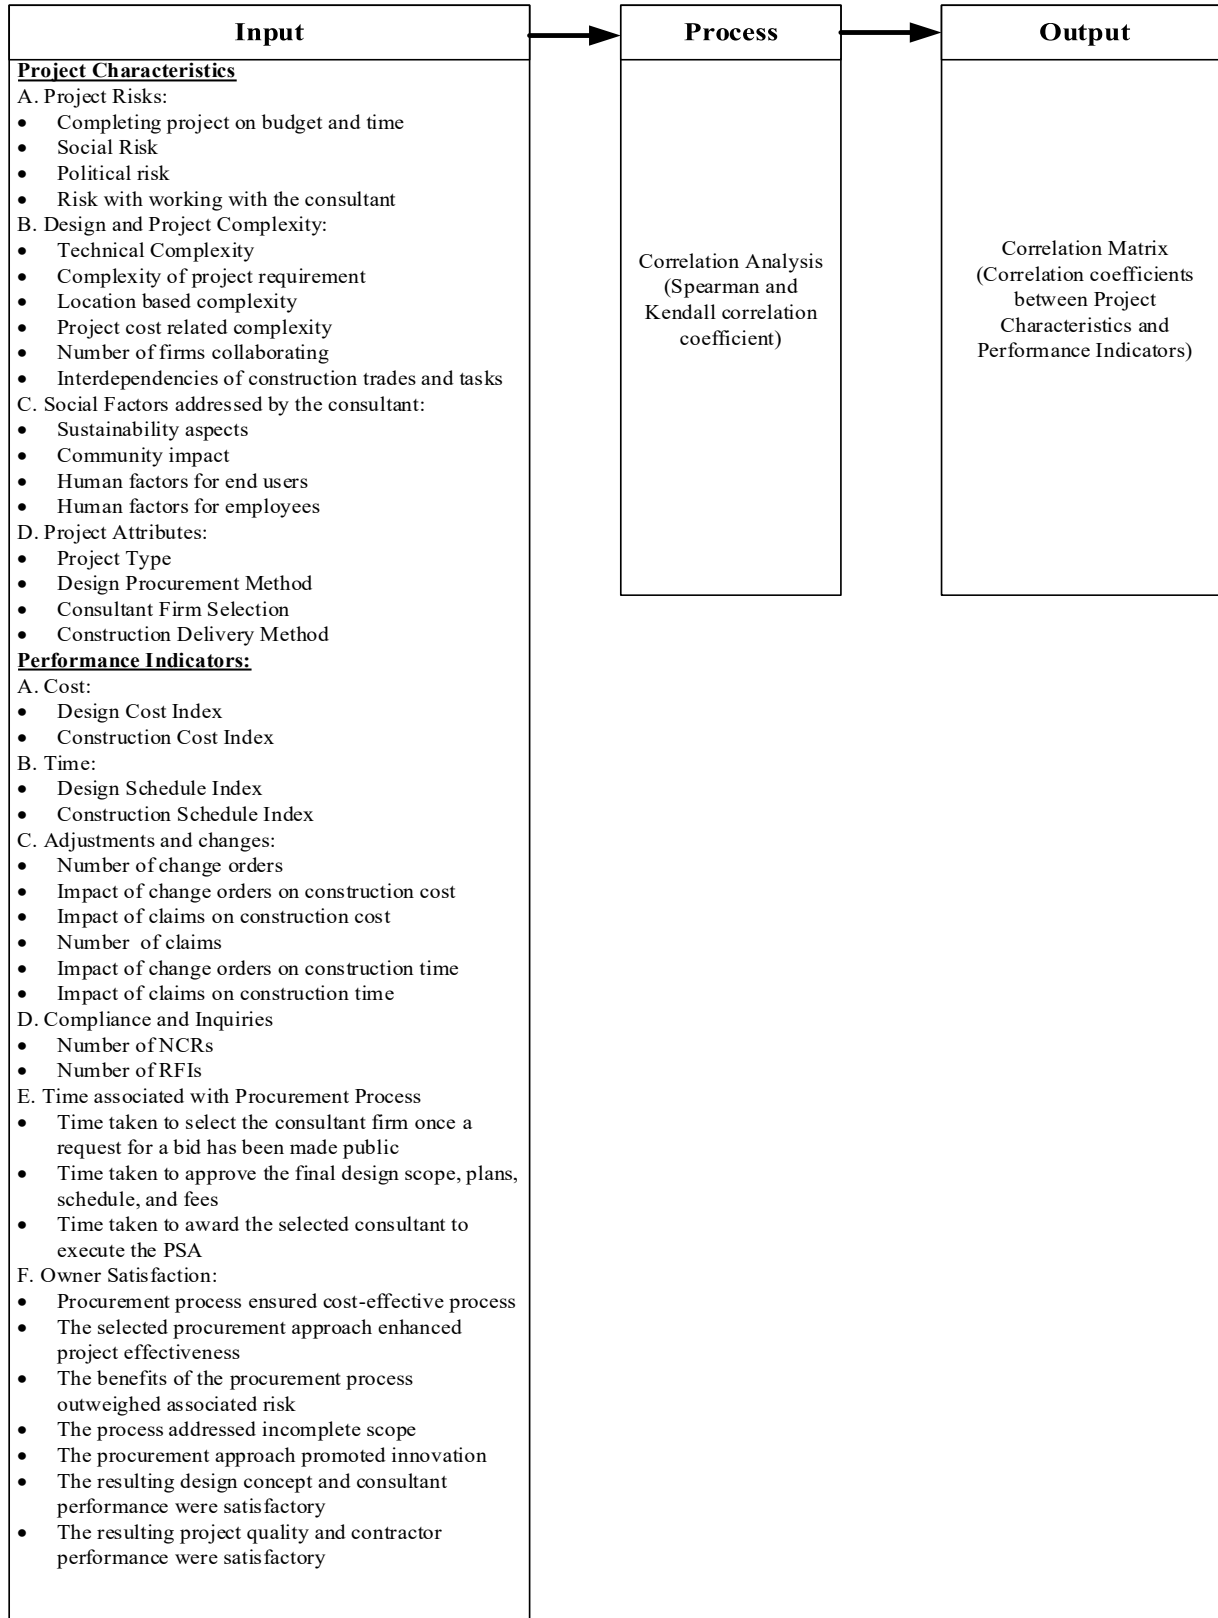 Input
Process
Output
Project Characteristics
A. Project Risks:
• Completing project on budget and time
• Social Risk
• Political risk
• Risk with working with the consultant
B. Design and Project Complexity:
• Technical Complexity
• Complexity of project requirement
• Location based complexity
• Project cost related complexity
• Number of firms collaborating
• Interdependencies of construction trades and tasks
C. Social Factors addressed by the consultant:
• Sustainability aspects
• Community impact
• Human factors for end users
• Human factors for employees
D. Project Attributes:
• Project Type
• Design Procurement Method
• Consultant Firm Selection
• Construction Delivery Method
Performance Indicators:
A. Cost:
• Design Cost Index
• Construction Cost Index
B. Time:
• Design Schedule Index
• Construction Schedule Index
C. Adjustments and changes:
• Number of change orders
• Impact of change orders on construction cost
• Impact of claims on construction cost
• Number of claims
• Impact of change orders on construction time
• Impact of claims on construction time
D. Compliance and Inquiries
• Number of NCRs
• Number of RFIs
E. Time associated with Procurement Process
• Time taken to select the consultant firm once a
request for a bid has been made public
• Time taken to approve the final design scope, plans,
schedule, and fees
• Time taken to award the selected consultant to
execute the PSA
F. Owner Satisfaction:
• Procurement process ensured cost-effective process
• The selected procurement approach enhanced
project effectiveness
• The benefits of the procurement process
outweighed associated risk
• The process addressed incomplete scope
• The procurement approach promoted innovation
• The resulting design concept and consultant
performance were satisfactory
• The resulting project quality and contractor
performance were satisfactory
Correlation Analysis
(Spearman and
Kendall correlation
coefficient)
Correlation Matrix
(Correlation coefficients
between Project
Characteristics and
Performance Indicators)